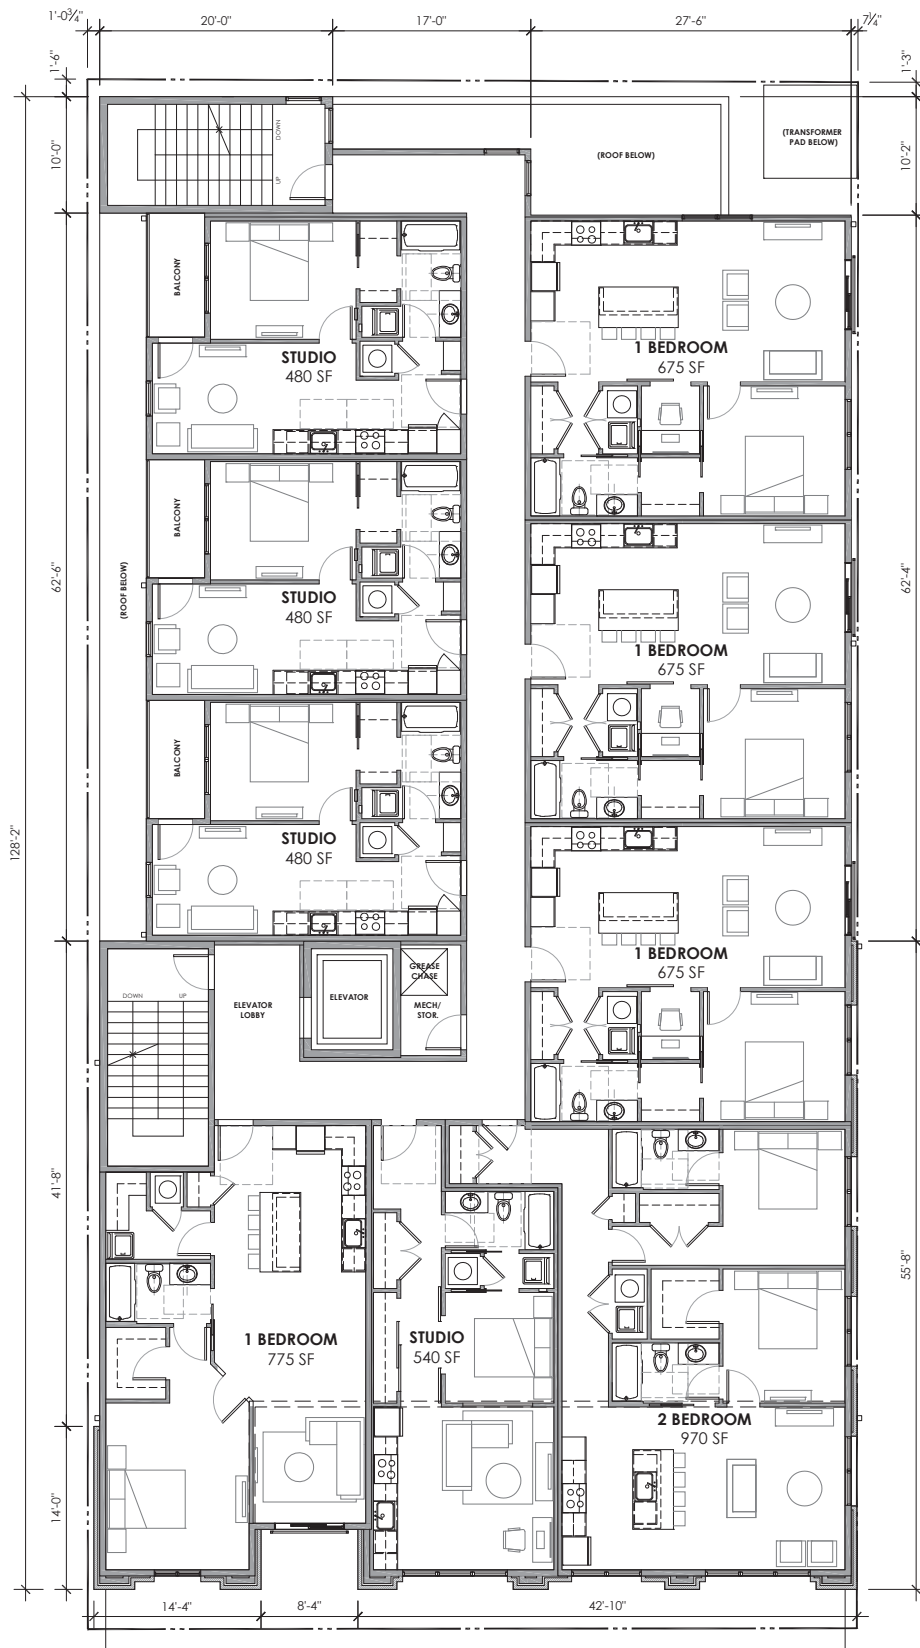 1'-0¾"
20'-0"
17'-0"
27'-6"
7¼"
1'-6"
1'-3"
10'-0"
DOWN
UP
(ROOF BELOW)
(TRANSFORMER
PAD BELOW)
10'-2"
BALCONY
STUDIO
480 SF
1 BEDROOM
675 SF
BALCONY
62'-6"
(ROOF BELOW)
STUDIO
480 SF
1 BEDROOM
675 SF
62'-4"
BALCONY
128'-2"
STUDIO
480 SF
1 BEDROOM
675 SF
DOWN
UP
ELEVATOR
LOBBY
ELEVATOR
GREASE
CHASE
MECH/
STOR.
41'-8"
1 BEDROOM
775 SF
STUDIO
540 SF
2 BEDROOM
970 SF
55'-8"
14'-0"
14'-4"
8'-4"
42'-10"